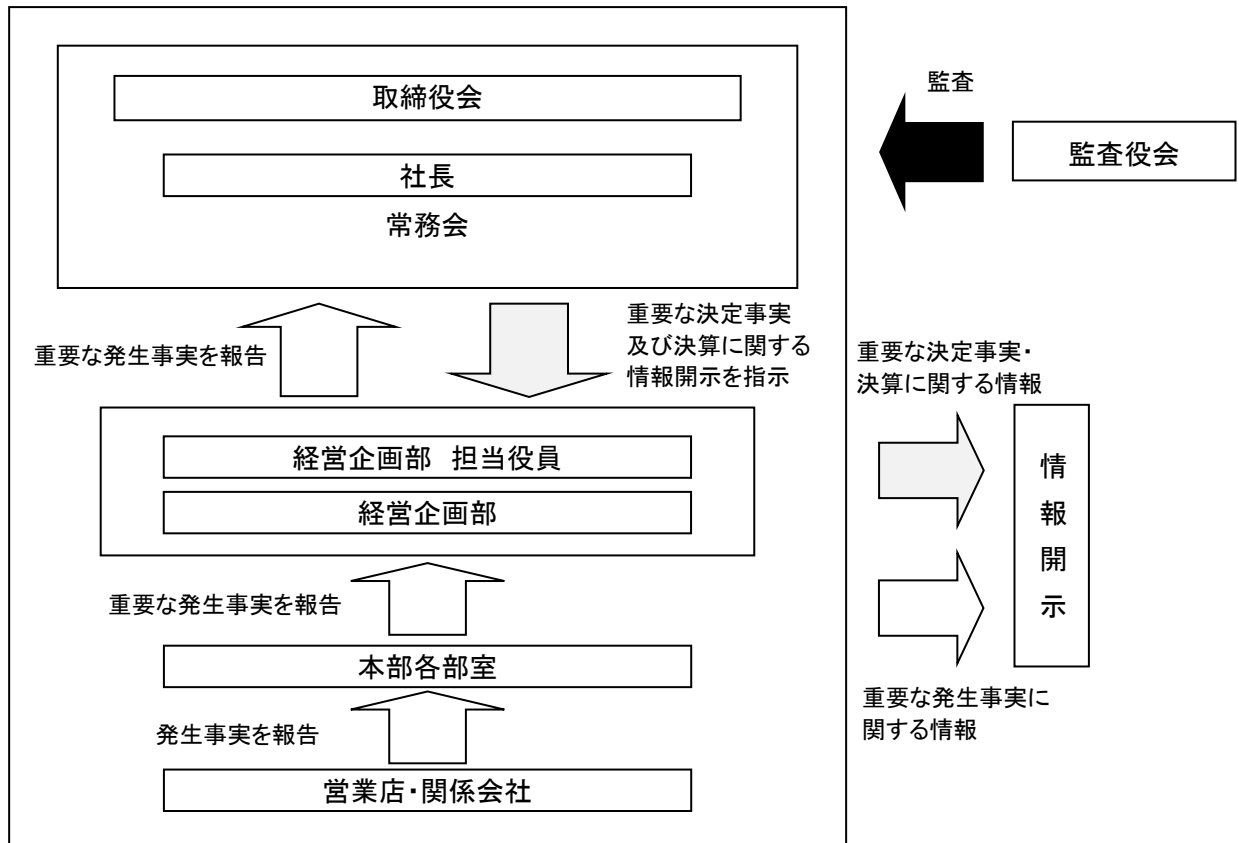 取締役会
社長
常務会
監査
監査役会
重要な発生事実を報告
重要な決定事実
及び決算に関する
情報開示を指示
経営企画部 担当役員
経営企画部
重要な発生事実を報告
本部各部室
発生事実を報告
営業店・関係会社
重要な決定事実・
決算に関する情報
情報開示
重要な発生事実に
関する情報